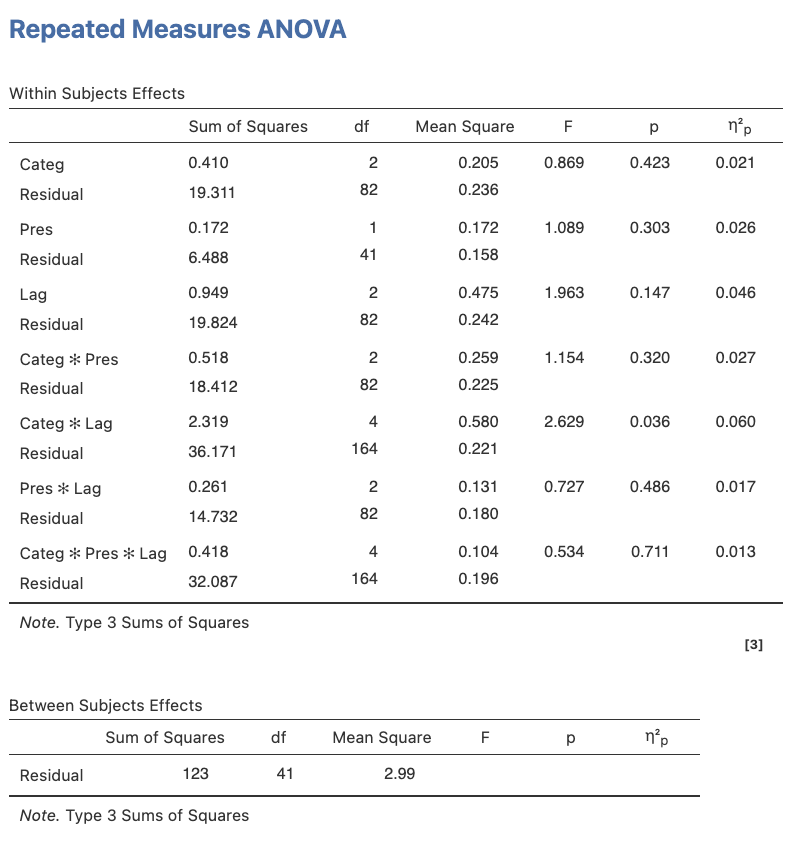 Repeated Measures ANOVA
Within Subjects Effects
Sum of Squares df Mean Square F p η²p
Categ 0.410 2 0.205 0.869 0.423 0.021
Residual 19.311 82 0.236
Pres 0.172 1 0.172 1.089 0.303 0.026
Residual 6.488 41 0.158
Lag 0.949 2 0.475 1.963 0.147 0.046
Residual 19.824 82 0.242
Categ ✻ Pres 0.518 2 0.259 1.154 0.320 0.027
Residual 18.412 82 0.225
Categ ✻ Lag 2.319 4 0.580 2.629 0.036 0.060
Residual 36.171 164 0.221
Pres ✻ Lag 0.261 2 0.131 0.727 0.486 0.017
Residual 14.732 82 0.180
Categ ✻ Pres ✻ Lag 0.418 4 0.104 0.534 0.711 0.013
Residual 32.087 164 0.196
Note. Type 3 Sums of Squares
[3]
Between Subjects Effects
Sum of Squares df Mean Square F p η²p
Residual 123 41 2.99
Note. Type 3 Sums of Squares